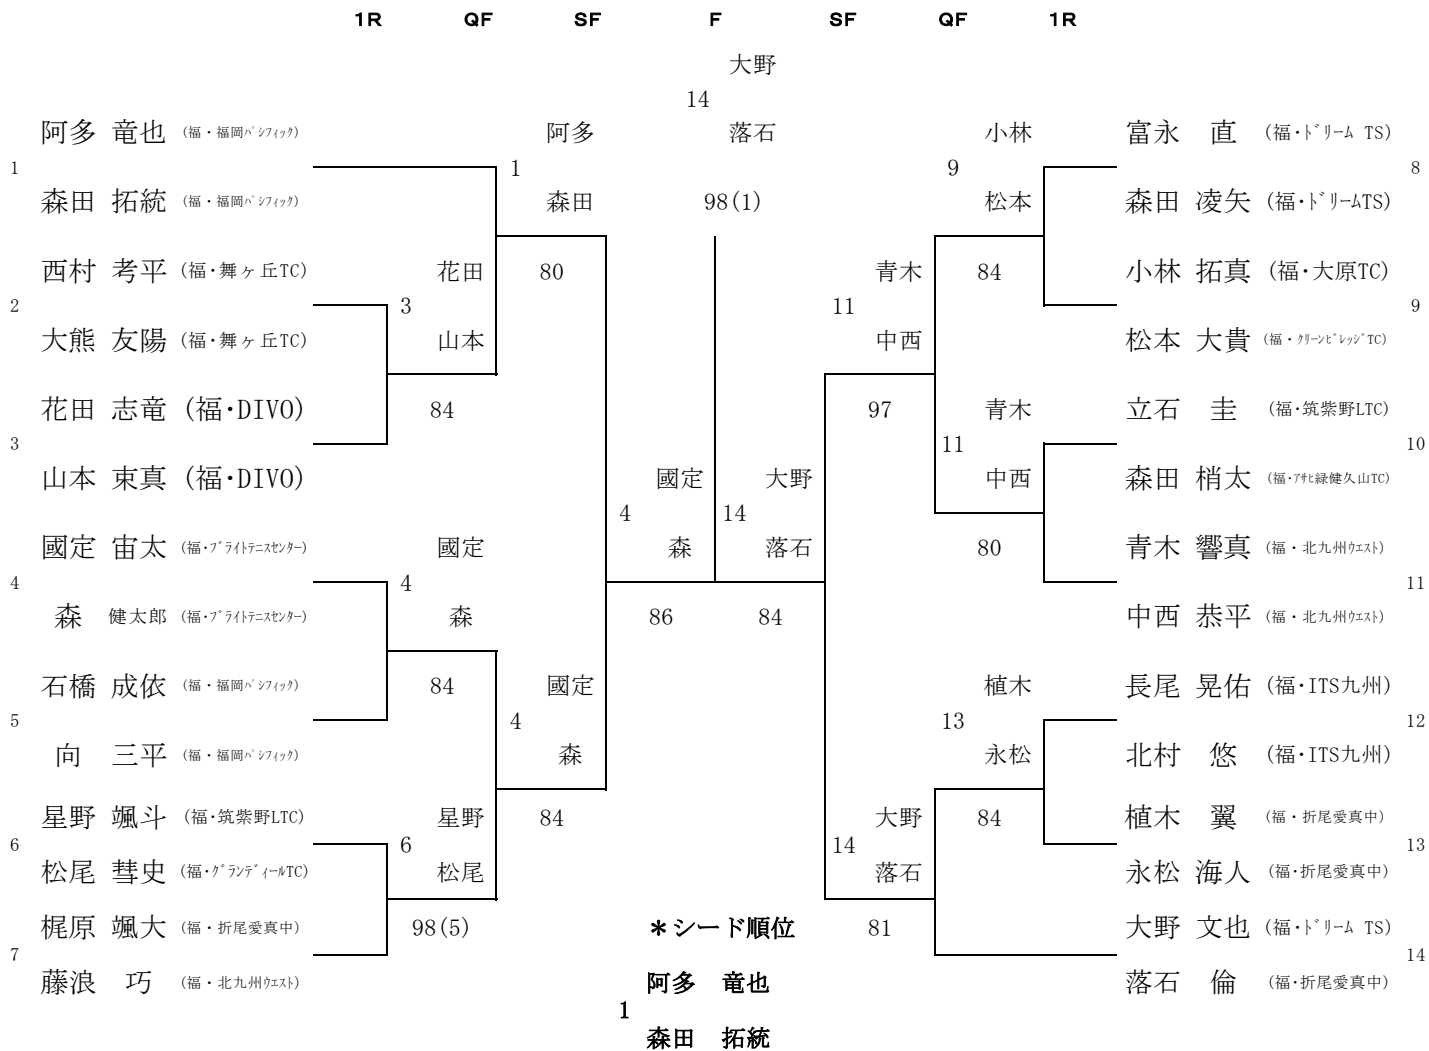 1R QF SF F SF QF 1R
大野
14
阿多 竜也 (福・福岡ﾊﾟｼﾌｨｯｸ) 阿多 落石 小林 富永 直 (福・ﾄﾞﾘｰﾑ TS)
1 1 9 8
森田 拓統 (福・福岡ﾊﾟｼﾌｨｯｸ) 森田 98(1) 松本 森田 凌矢 (福・ﾄﾞﾘｰﾑTS)
西村 考平 (福・舞ヶ丘TC) 花田 80 青木 84 小林 拓真 (福・大原TC)
2 3 11 9
大熊 友陽 (福・舞ヶ丘TC) 山本 中西 松本 大貴 (福・ｸﾘｰﾝﾋﾞﾚｯｼﾞTC)
花田 志竜 (福・DIVO) 84 97 青木 立石 圭 (福・筑紫野LTC)
3 11 10
山本 束真 (福・DIVO) 國定 大野 中西 森田 梢太 (福・ｱｻﾋ緑健久山TC)
4 14
國定 宙太 (福・ﾌﾞﾗｲﾄﾃﾆｽｾﾝﾀｰ) 國定 森 落石 80 青木 響真 (福・北九州ｳｴｽﾄ)
4 4 11
森 健太郎 (福・ﾌﾞﾗｲﾄﾃﾆｽｾﾝﾀｰ) 森 86 84 中西 恭平 (福・北九州ｳｴｽﾄ)
石橋 成依 (福・福岡ﾊﾟｼﾌｨｯｸ) 84 國定 植木 長尾 晃佑 (福・ITS九州)
5 4 13 12
向 三平 (福・福岡ﾊﾟｼﾌｨｯｸ) 森 永松 北村 悠 (福・ITS九州)
星野 颯斗 (福・筑紫野LTC) 星野 84 大野 84 植木 翼 (福・折尾愛真中)
6 6 14 13
松尾 彗史 (福・ｸﾞﾗﾝﾃﾞｨｰﾙTC) 松尾 落石 永松 海人 (福・折尾愛真中)
梶原 颯大 (福・折尾愛真中) 98(5) ＊シード順位 81 大野 文也 (福・ﾄﾞﾘｰﾑ TS)
7 14
藤浪 巧 (福・北九州ｳｴｽﾄ) 阿多 竜也 落石 倫 (福・折尾愛真中)
1
森田 拓統